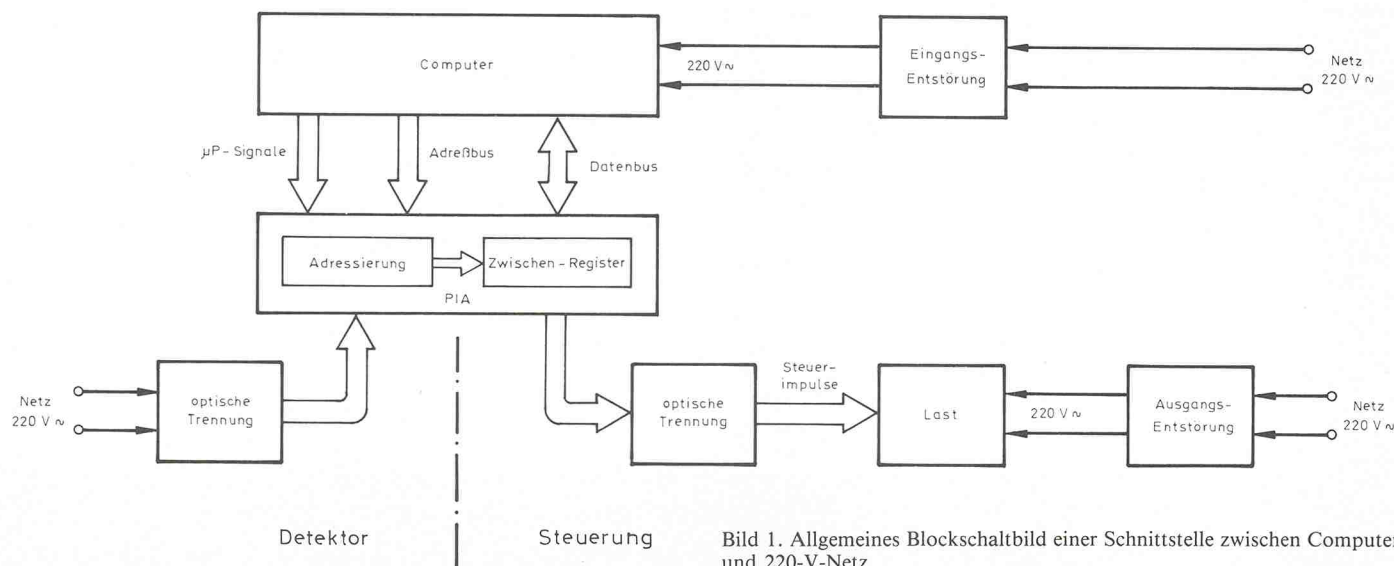 Computer
220 V ~
Eingangs-
Entstörung
Netz
220 V ~
µP-Signale
Adreßbus
Datenbus
Adressierung
Zwischen-Register
PIA
Netz
220 V ~
optische
Trennung
optische
Trennung
Steuer-
impulse
Last
220 V ~
Ausgangs-
Entstörung
Netz
220 V ~
Detektor
Steuerung
Bild 1. Allgemeines Blockschaltbild einer Schnittstelle zwischen Computer
und 220-V-Netz